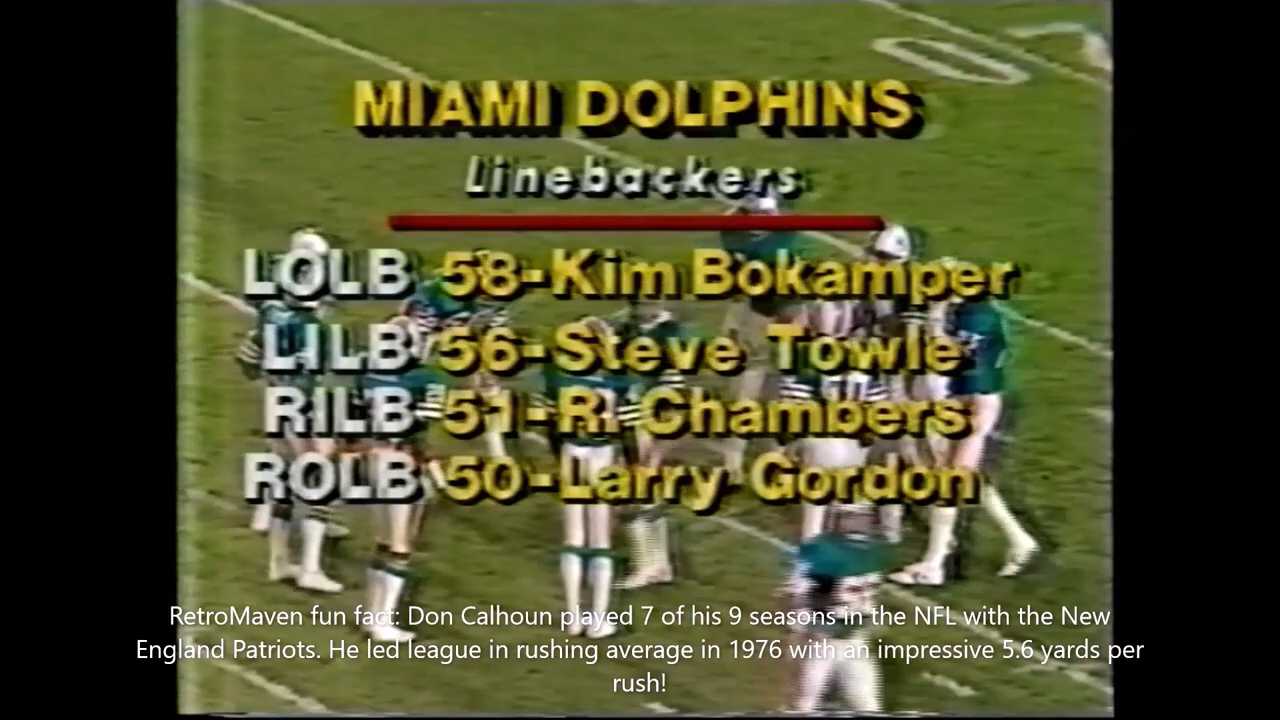 MIAMI DOLPHINS
Linebackers
LOLB 58-Kim Bokamper
LILB 56-Steve Towle
RILB 51-R. Chambers
ROLB 50-Larry Gordon
RetroMaven fun fact: Don Calhoun played 7 of his 9 seasons in the NFL with the New
England Patriots. He led league in rushing average in 1976 with an impressive 5.6 yards per
rush!